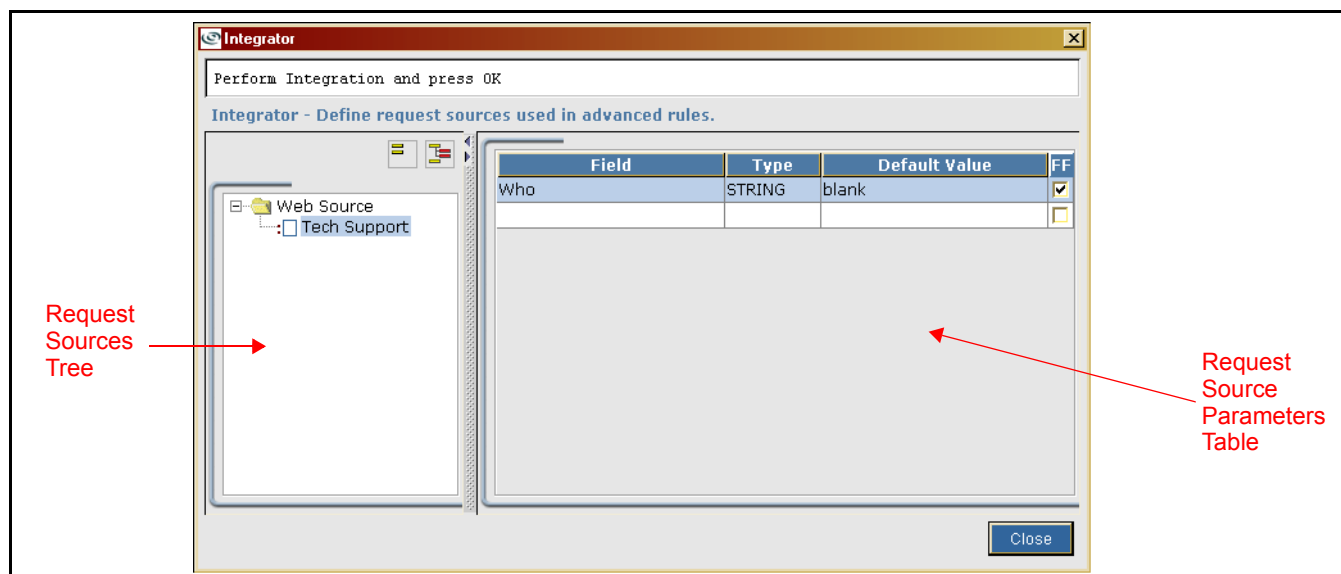 Integrator
Perform Integration and press OK
Integrator - Define request sources used in advanced rules.
Field Type Default Value FF
Who STRING blank
Web Source
Tech Support
Request
Sources
Tree
Request
Source
Parameters
Table
Close